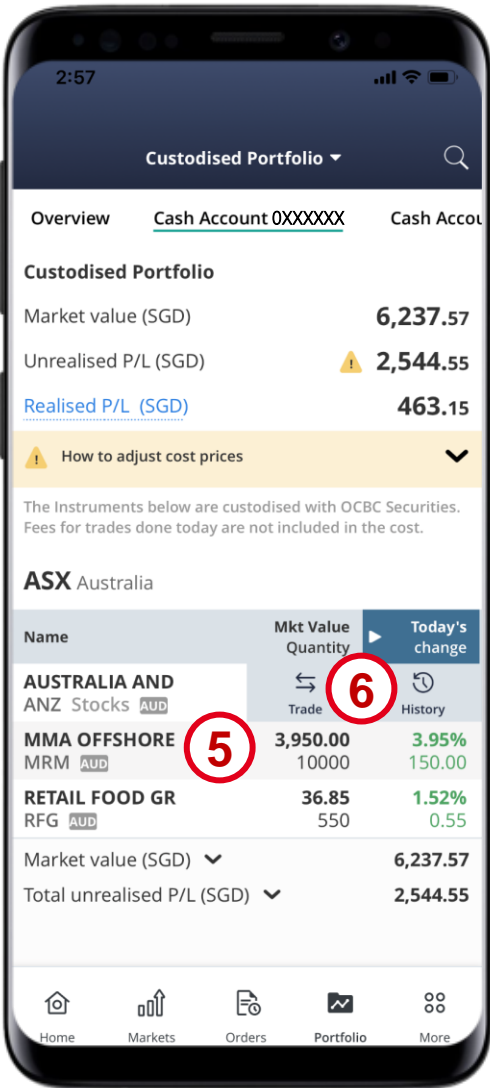 2:57
Custodised Portfolio
Overview Cash Account 0XXXXXX Cash Accou
Custodised Portfolio
Market value (SGD) 6,237.57
Unrealised P/L (SGD) 2,544.55
Realised P/L (SGD) 463.15
How to adjust cost prices
The Instruments below are custodised with OCBC Securities.
Fees for trades done today are not included in the cost.
ASX Australia
Name Mkt Value Quantity Today's change
AUSTRALIA AND
ANZ Stocks AUD Trade 6 History
MMA OFFSHORE 5 3,950.00 3.95%
MRM AUD 10000 150.00
RETAIL FOOD GR 36.85 1.52%
RFG AUD 550 0.55
Market value (SGD) 6,237.57
Total unrealised P/L (SGD) 2,544.55
Home Markets Orders Portfolio More